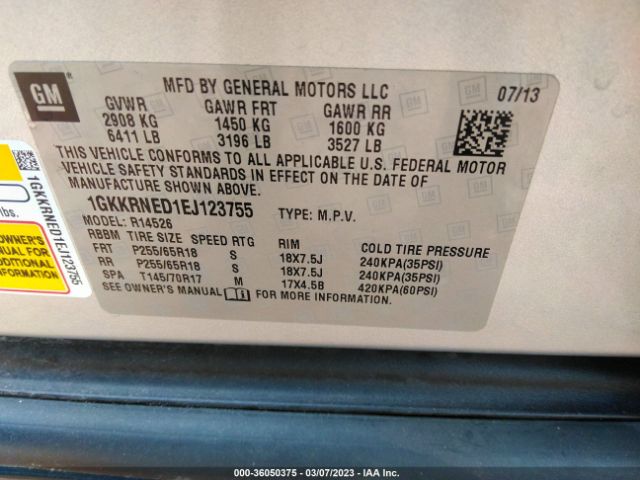 GM
MFD BY GENERAL MOTORS LLC 07/13
GVWR GAWR FRT GAWR RR
2908 KG 1450 KG 1600 KG
6411 LB 3196 LB 3527 LB
THIS VEHICLE CONFORMS TO ALL APPLICABLE U.S. FEDERAL MOTOR
VEHICLE SAFETY STANDARDS IN EFFECT ON THE DATE OF
MANUFACTURE SHOWN ABOVE.
1GKKRNED1EJ123755 TYPE: M.P.V.
MODEL: R14526
RBBM TIRE SIZE SPEED RTG RIM COLD TIRE PRESSURE
FRT P255/65R18 S 18X7.5J 240KPA(35PSI)
RR P255/65R18 S 18X7.5J 240KPA(35PSI)
SPA T145/70R17 M 17X4.5B 420KPA(60PSI)
SEE OWNER'S MANUAL FOR MORE INFORMATION.
lbs.
OWNER'S
MANUAL FOR
ADDITIONAL
INFORMATION
1GKKRNED1EJ123755
000-36050375 - 03/07/2023 - IAA Inc.